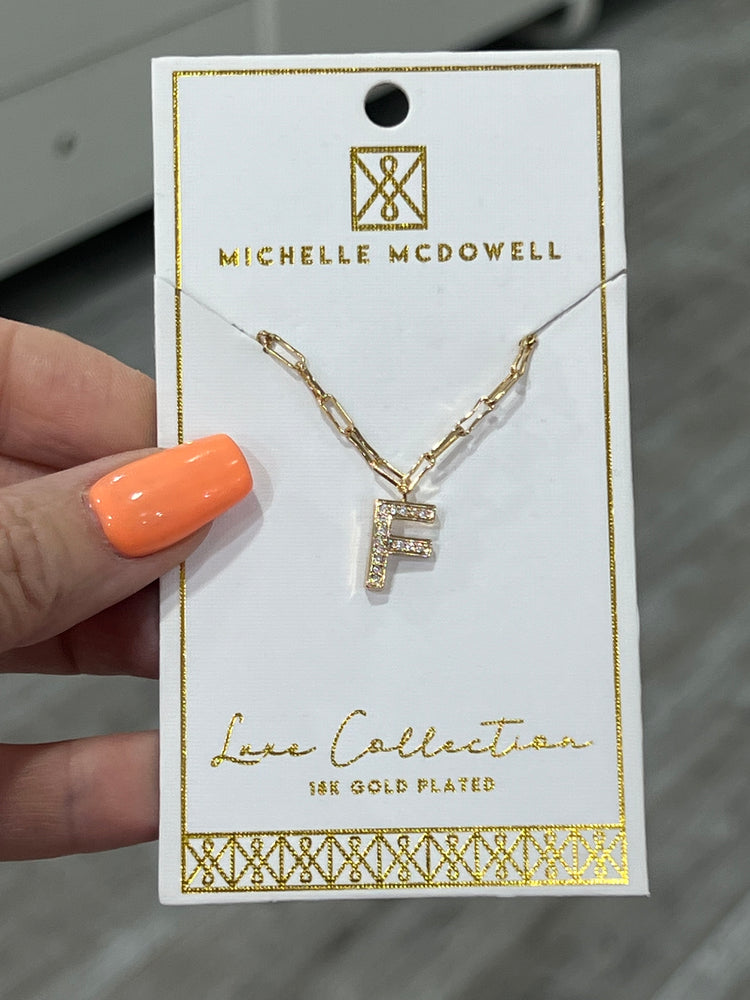 MICHELLE MCDOWELL
F
Luxe Collection
18K GOLD PLATED